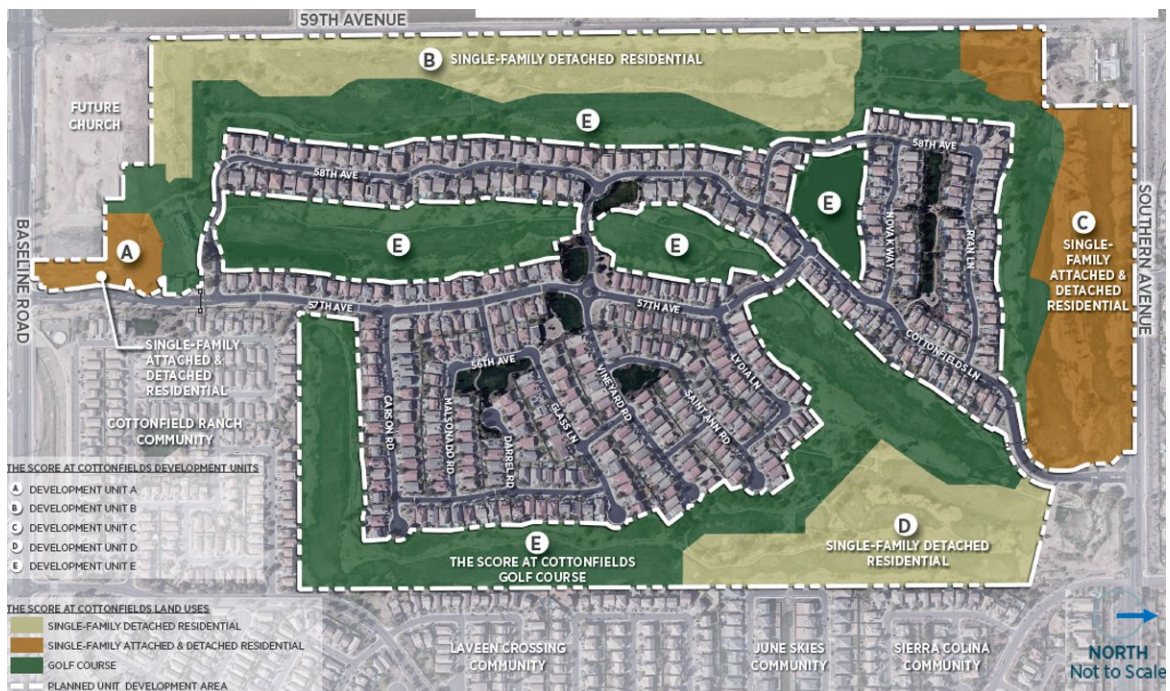 59TH AVENUE
B SINGLE-FAMILY DETACHED RESIDENTIAL
FUTURE
CHURCH
E
58TH AVE
58TH AVE
E
NOVAK WAY
RYAN LN
C
SINGLE-
FAMILY
ATTACHED &
DETACHED
RESIDENTIAL
SOUTHERN AVENUE
BASELINE ROAD
A
E
E
57TH AVE
57TH AVE
SINGLE-FAMILY
ATTACHED &
DETACHED
RESIDENTIAL
COTTONFIELDS LN
COTTONFIELD RANCH
COMMUNITY
56TH AVE
CARSON RD
MALSONADO RD
DARREL RD
GLASS LN
VINEYARD RD
SAINT ANN RD
LYDIA LN
THE SCORE AT COTTONFIELDS DEVELOPMENT UNITS
A DEVELOPMENT UNIT A
B DEVELOPMENT UNIT B
C DEVELOPMENT UNIT C
D DEVELOPMENT UNIT D
E DEVELOPMENT UNIT E
E
THE SCORE AT COTTONFIELDS
GOLF COURSE
D
SINGLE-FAMILY DETACHED
RESIDENTIAL
THE SCORE AT COTTONFIELDS LAND USES
SINGLE-FAMILY DETACHED RESIDENTIAL
SINGLE-FAMILY ATTACHED & DETACHED RESIDENTIAL
GOLF COURSE
PLANNED UNIT DEVELOPMENT AREA
LAVEEN CROSSING
COMMUNITY
JUNE SKIES
COMMUNITY
SIERRA COLINA
COMMUNITY
NORTH
Not to Scale